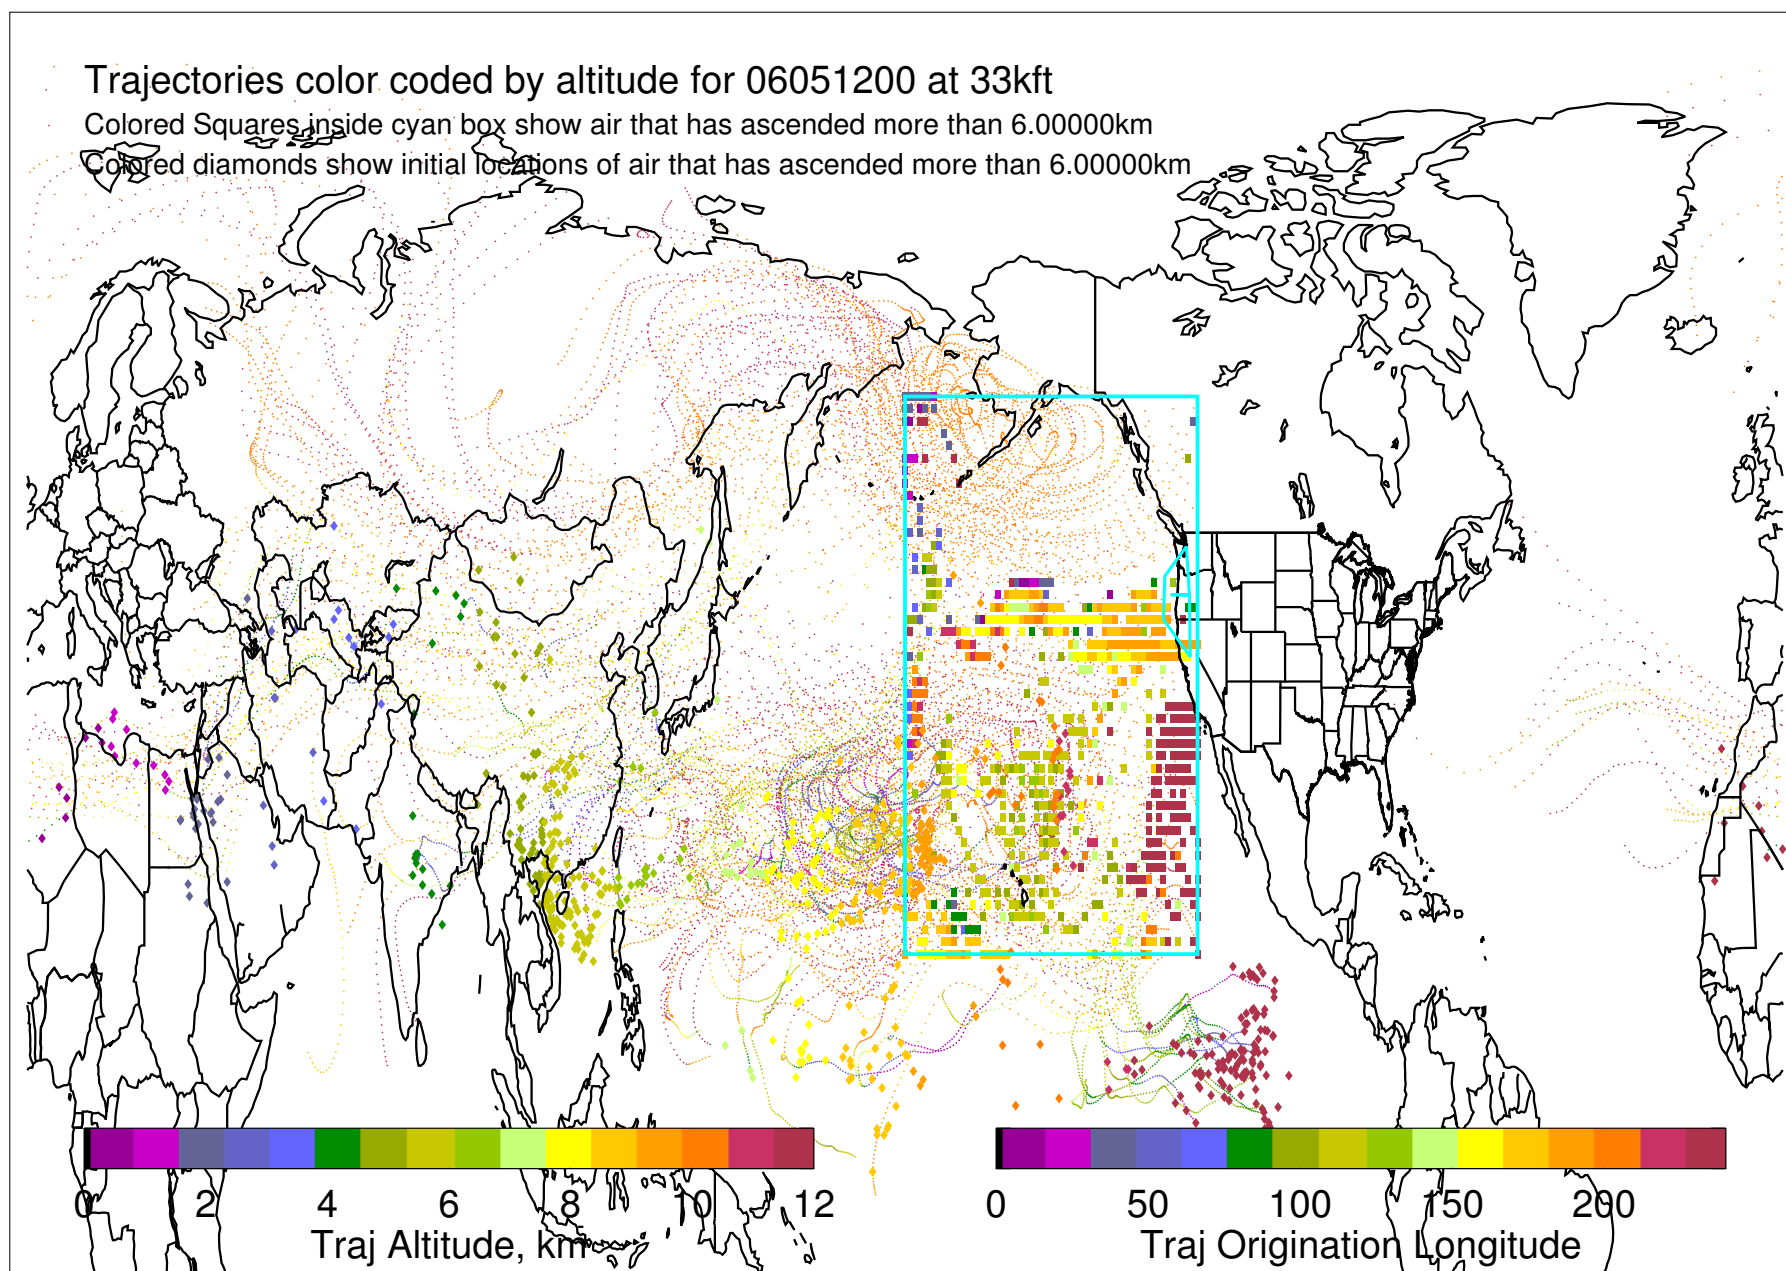 Trajectories color coded by altitude for 06051200 at 33kft
Colored Squares inside cyan box show air that has ascended more than 6.00000km
Colored diamonds show initial locations of air that has ascended more than 6.00000km
0 2 4 6 8 10 12
Traj Altitude, km
0 50 100 150 200
Traj Origination Longitude